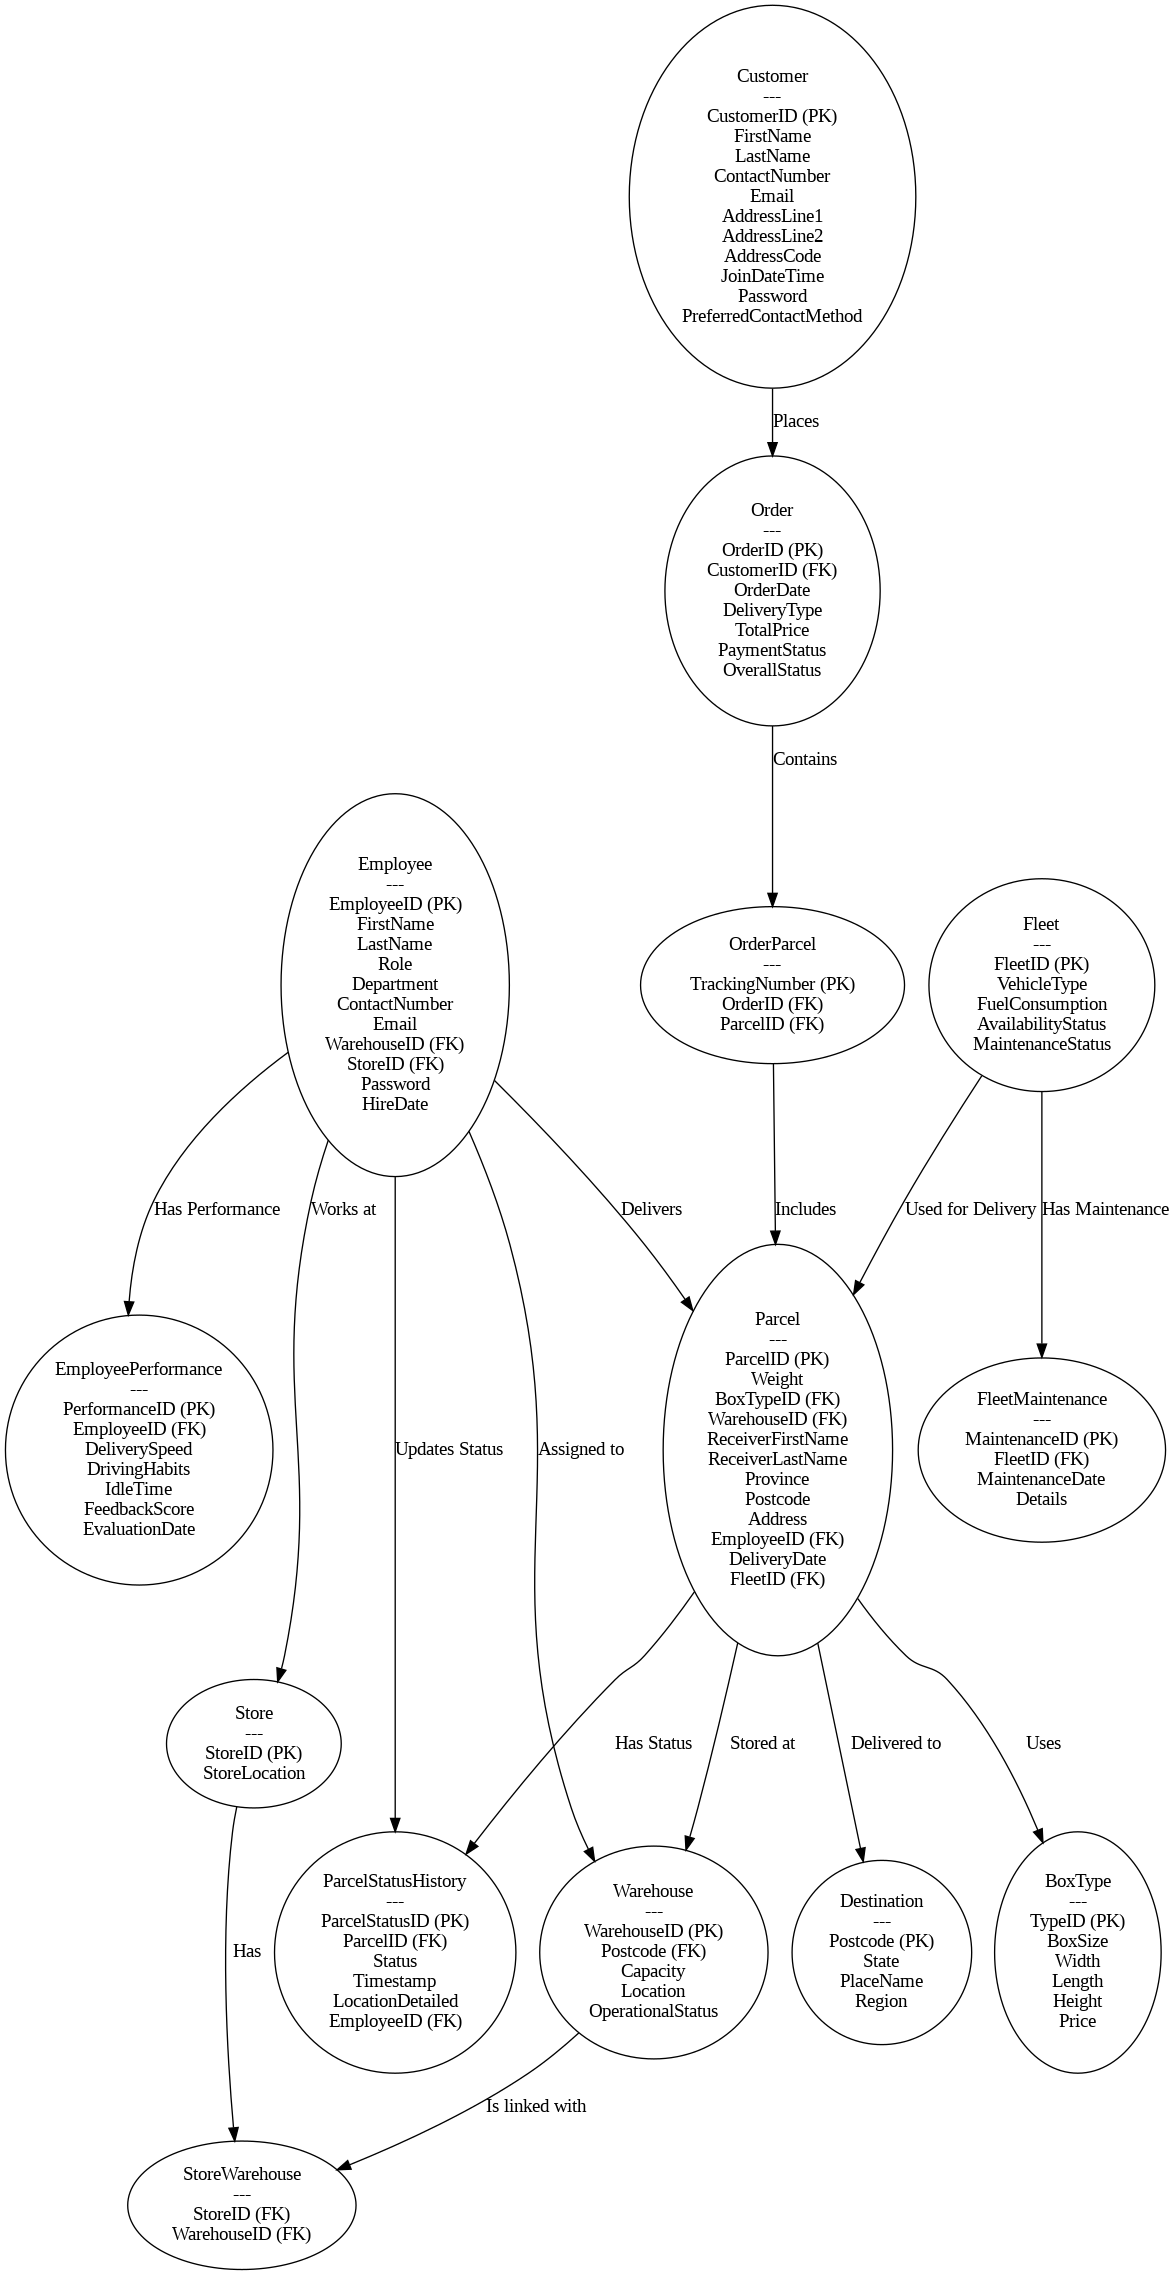 Customer
---
CustomerID (PK)
FirstName
LastName
ContactNumber
Email
AddressLine1
AddressLine2
AddressCode
JoinDateTime
Password
PreferredContactMethod
Places
Order
---
OrderID (PK)
CustomerID (FK)
OrderDate
DeliveryType
TotalPrice
PaymentStatus
OverallStatus
Contains
Employee
---
EmployeeID (PK)
FirstName
LastName
Role
Department
ContactNumber
Email
WarehouseID (FK)
StoreID (FK)
Password
HireDate
OrderParcel
---
TrackingNumber (PK)
OrderID (FK)
ParcelID (FK)
Fleet
---
FleetID (PK)
VehicleType
FuelConsumption
AvailabilityStatus
MaintenanceStatus
Has Performance
Works at
Delivers
Includes
Used for Delivery
Has Maintenance
EmployeePerformance
---
PerformanceID (PK)
EmployeeID (FK)
DeliverySpeed
DrivingHabits
IdleTime
FeedbackScore
EvaluationDate
Updates Status
Assigned to
Parcel
---
ParcelID (PK)
Weight
BoxTypeID (FK)
WarehouseID (FK)
ReceiverFirstName
ReceiverLastName
Province
Postcode
Address
EmployeeID (FK)
DeliveryDate
FleetID (FK)
FleetMaintenance
---
MaintenanceID (PK)
FleetID (FK)
MaintenanceDate
Details
Store
---
StoreID (PK)
StoreLocation
Has Status
Stored at
Delivered to
Uses
Has
ParcelStatusHistory
---
ParcelStatusID (PK)
ParcelID (FK)
Status
Timestamp
LocationDetailed
EmployeeID (FK)
Warehouse
---
WarehouseID (PK)
Postcode (FK)
Capacity
Location
OperationalStatus
Destination
---
Postcode (PK)
State
PlaceName
Region
BoxType
---
TypeID (PK)
BoxSize
Width
Length
Height
Price
Is linked with
StoreWarehouse
---
StoreID (FK)
WarehouseID (FK)